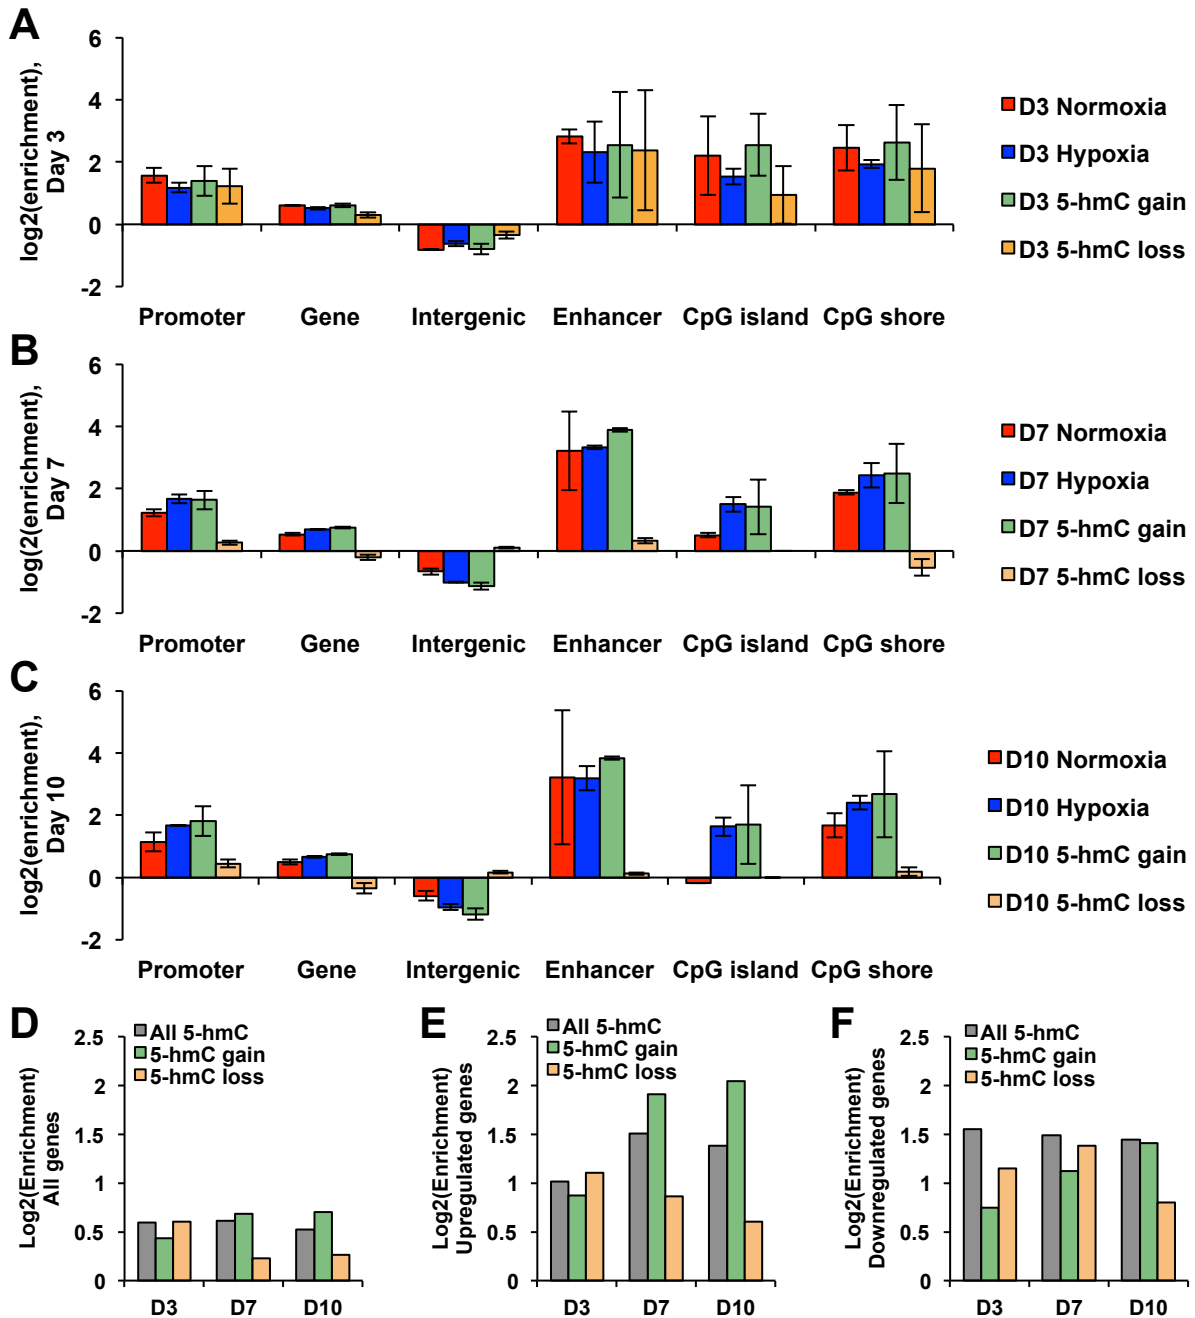 A
log2(enrichment),
Day 3
6
4
2
0
-2
Promoter Gene Intergenic Enhancer CpG island CpG shore
D3 Normoxia
D3 Hypoxia
D3 5-hmC gain
D3 5-hmC loss
B
log(2(enrichment),
Day 7
6
4
2
0
-2
Promoter Gene Intergenic Enhancer CpG island CpG shore
D7 Normoxia
D7 Hypoxia
D7 5-hmC gain
D7 5-hmC loss
C
log2(enrichment),
Day 10
6
4
2
0
-2
Promoter Gene Intergenic Enhancer CpG island CpG shore
D10 Normoxia
D10 Hypoxia
D10 5-hmC gain
D10 5-hmC loss
D
Log2(Enrichment)
All genes
All 5-hmC
5-hmC gain
5-hmC loss
2.5
2
1.5
1
0.5
0
D3 D7 D10
E
Log2(Enrichment)
Upregulated genes
All 5-hmC
5-hmC gain
5-hmC loss
2.5
2
1.5
1
0.5
0
D3 D7 D10
F
Log2(Enrichment)
Downregulated genes
All 5-hmC
5-hmC gain
5-hmC loss
2.5
2
1.5
1
0.5
0
D3 D7 D10